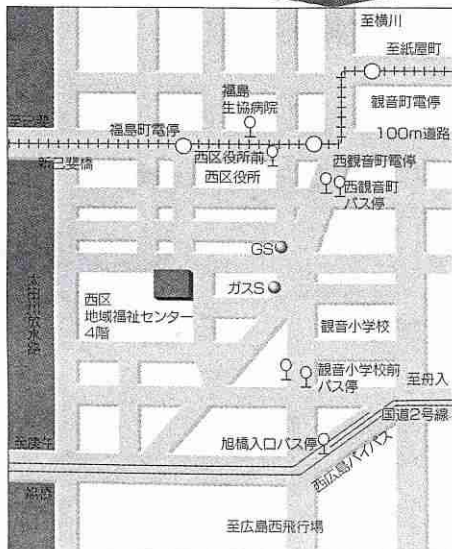 至横川
至紙屋町
福島
生協病院
観音町電停
至己斐
福島町電停
100m道路
新己斐橋
西区役所前
西観音町電停
西区役所
西観音町
バス停
GS
太田川放水路
西区
地域福祉センター
4階
ガスS
観音小学校
観音小学校前
バス停
至舟入
国道2号線
至庚午
旭橋入口バス停
西広島バイパス
旭橋
至広島西飛行場